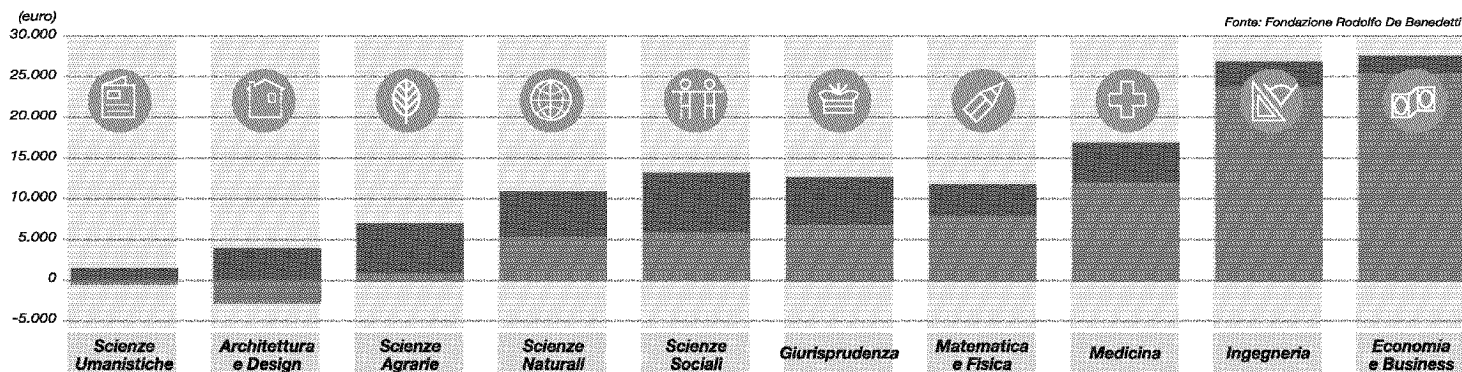 (euro)
Fonte: Fondazione Rodolfo De Benedetti
30.000
25.000
20.000
15.000
10.000
5.000
0
-5.000
Scienze
Umanistiche
Architettura
e Design
Scienze
Agrarie
Scienze
Naturali
Scienze
Sociali
Giurisprudenza
Matematica
e Fisica
Medicina
Ingegneria
Economia
e Business